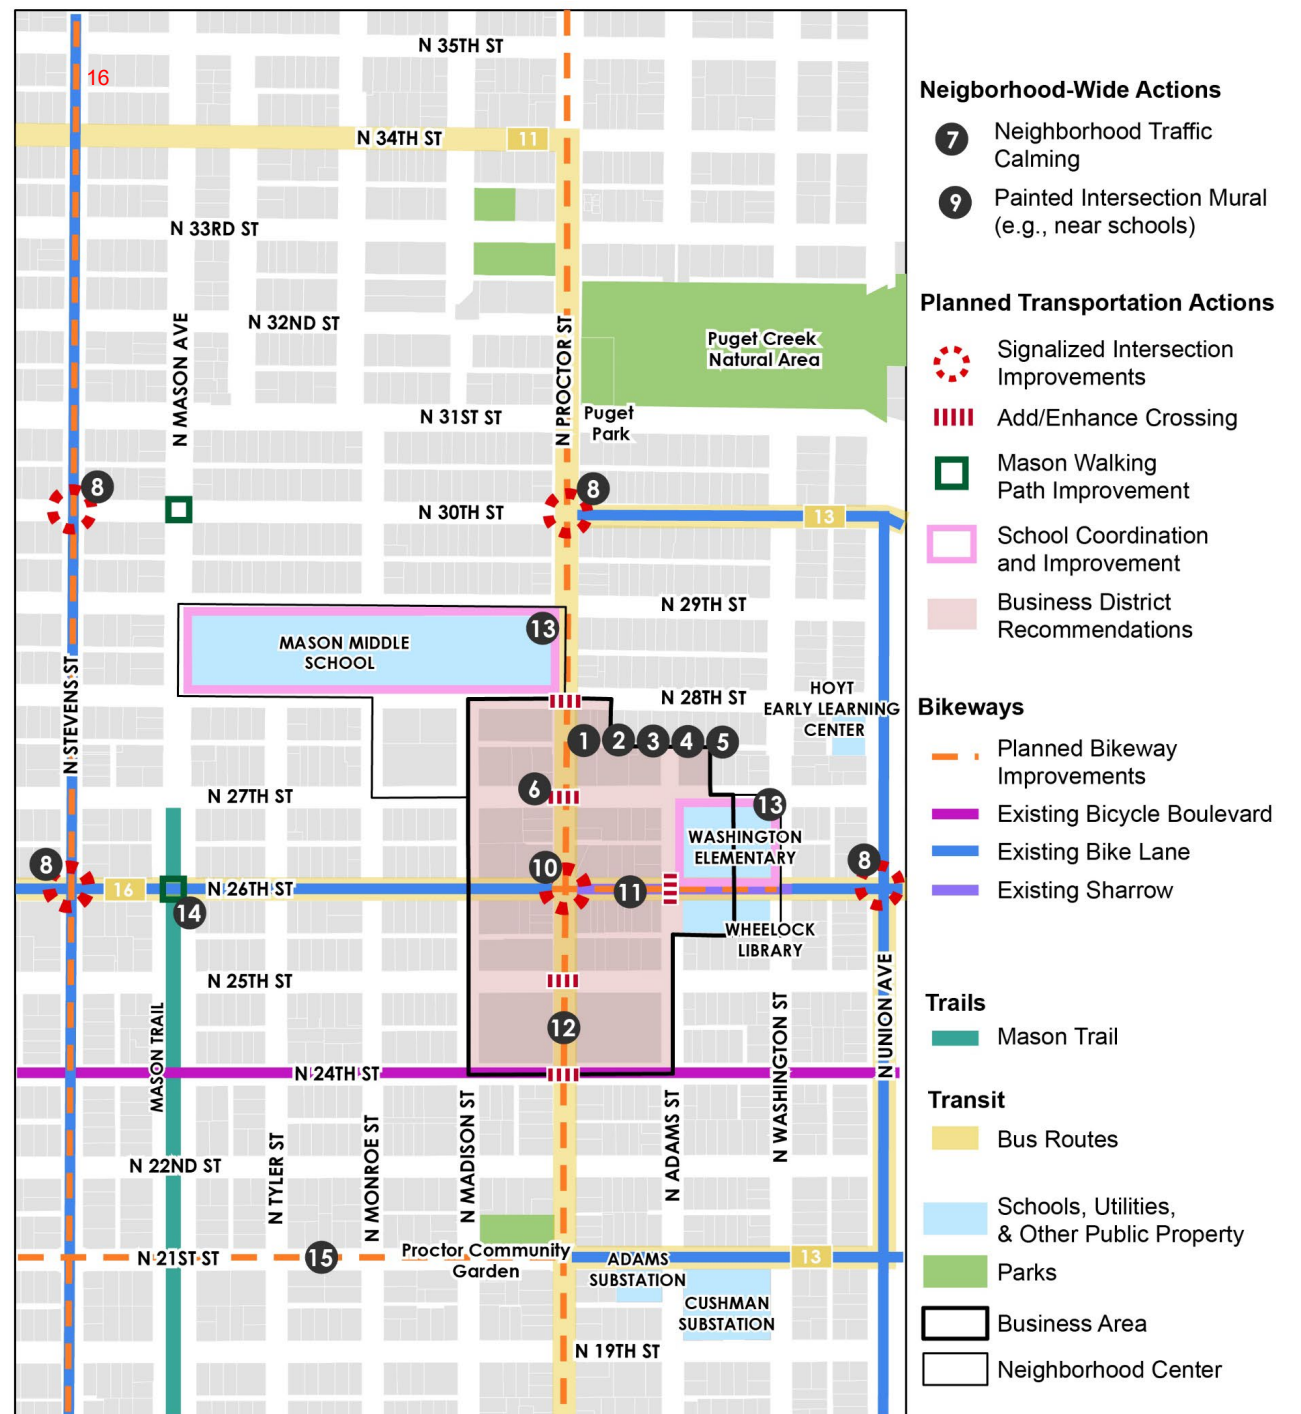 N 35TH ST
16
N 34TH ST
11
N 33RD ST
N 32ND ST
N MASON AVE
N PROCTOR ST
Puget Creek
Natural Area
N 31ST ST
Puget
Park
8
8
N 30TH ST
13
N 29TH ST
13
MASON MIDDLE
SCHOOL
N STEVENS ST
N 28TH ST
HOYT
EARLY LEARNING
CENTER
1
2
3
4
5
6
N 27TH ST
13
WASHINGTON
ELEMENTARY
8
10
8
16
N 26TH ST
11
14
WHEELOCK
LIBRARY
N 25TH ST
N UNION AVE
MASON TRAIL
12
N WASHINGTON ST
N 24TH ST
N TYLER ST
N MONROE ST
N MADISON ST
N ADAMS ST
N 22ND ST
N 21ST ST
15
Proctor Community
Garden
ADAMS
SUBSTATION
13
CUSHMAN
SUBSTATION
N 19TH ST
Neigborhood-Wide Actions
7
Neighborhood Traffic
Calming
9
Painted Intersection Mural
(e.g., near schools)
Planned Transportation Actions
Signalized Intersection
Improvements
Add/Enhance Crossing
Mason Walking
Path Improvement
School Coordination
and Improvement
Business District
Recommendations
Bikeways
Planned Bikeway
Improvements
Existing Bicycle Boulevard
Existing Bike Lane
Existing Sharrow
Trails
Mason Trail
Transit
Bus Routes
Schools, Utilities,
& Other Public Property
Parks
Business Area
Neighborhood Center